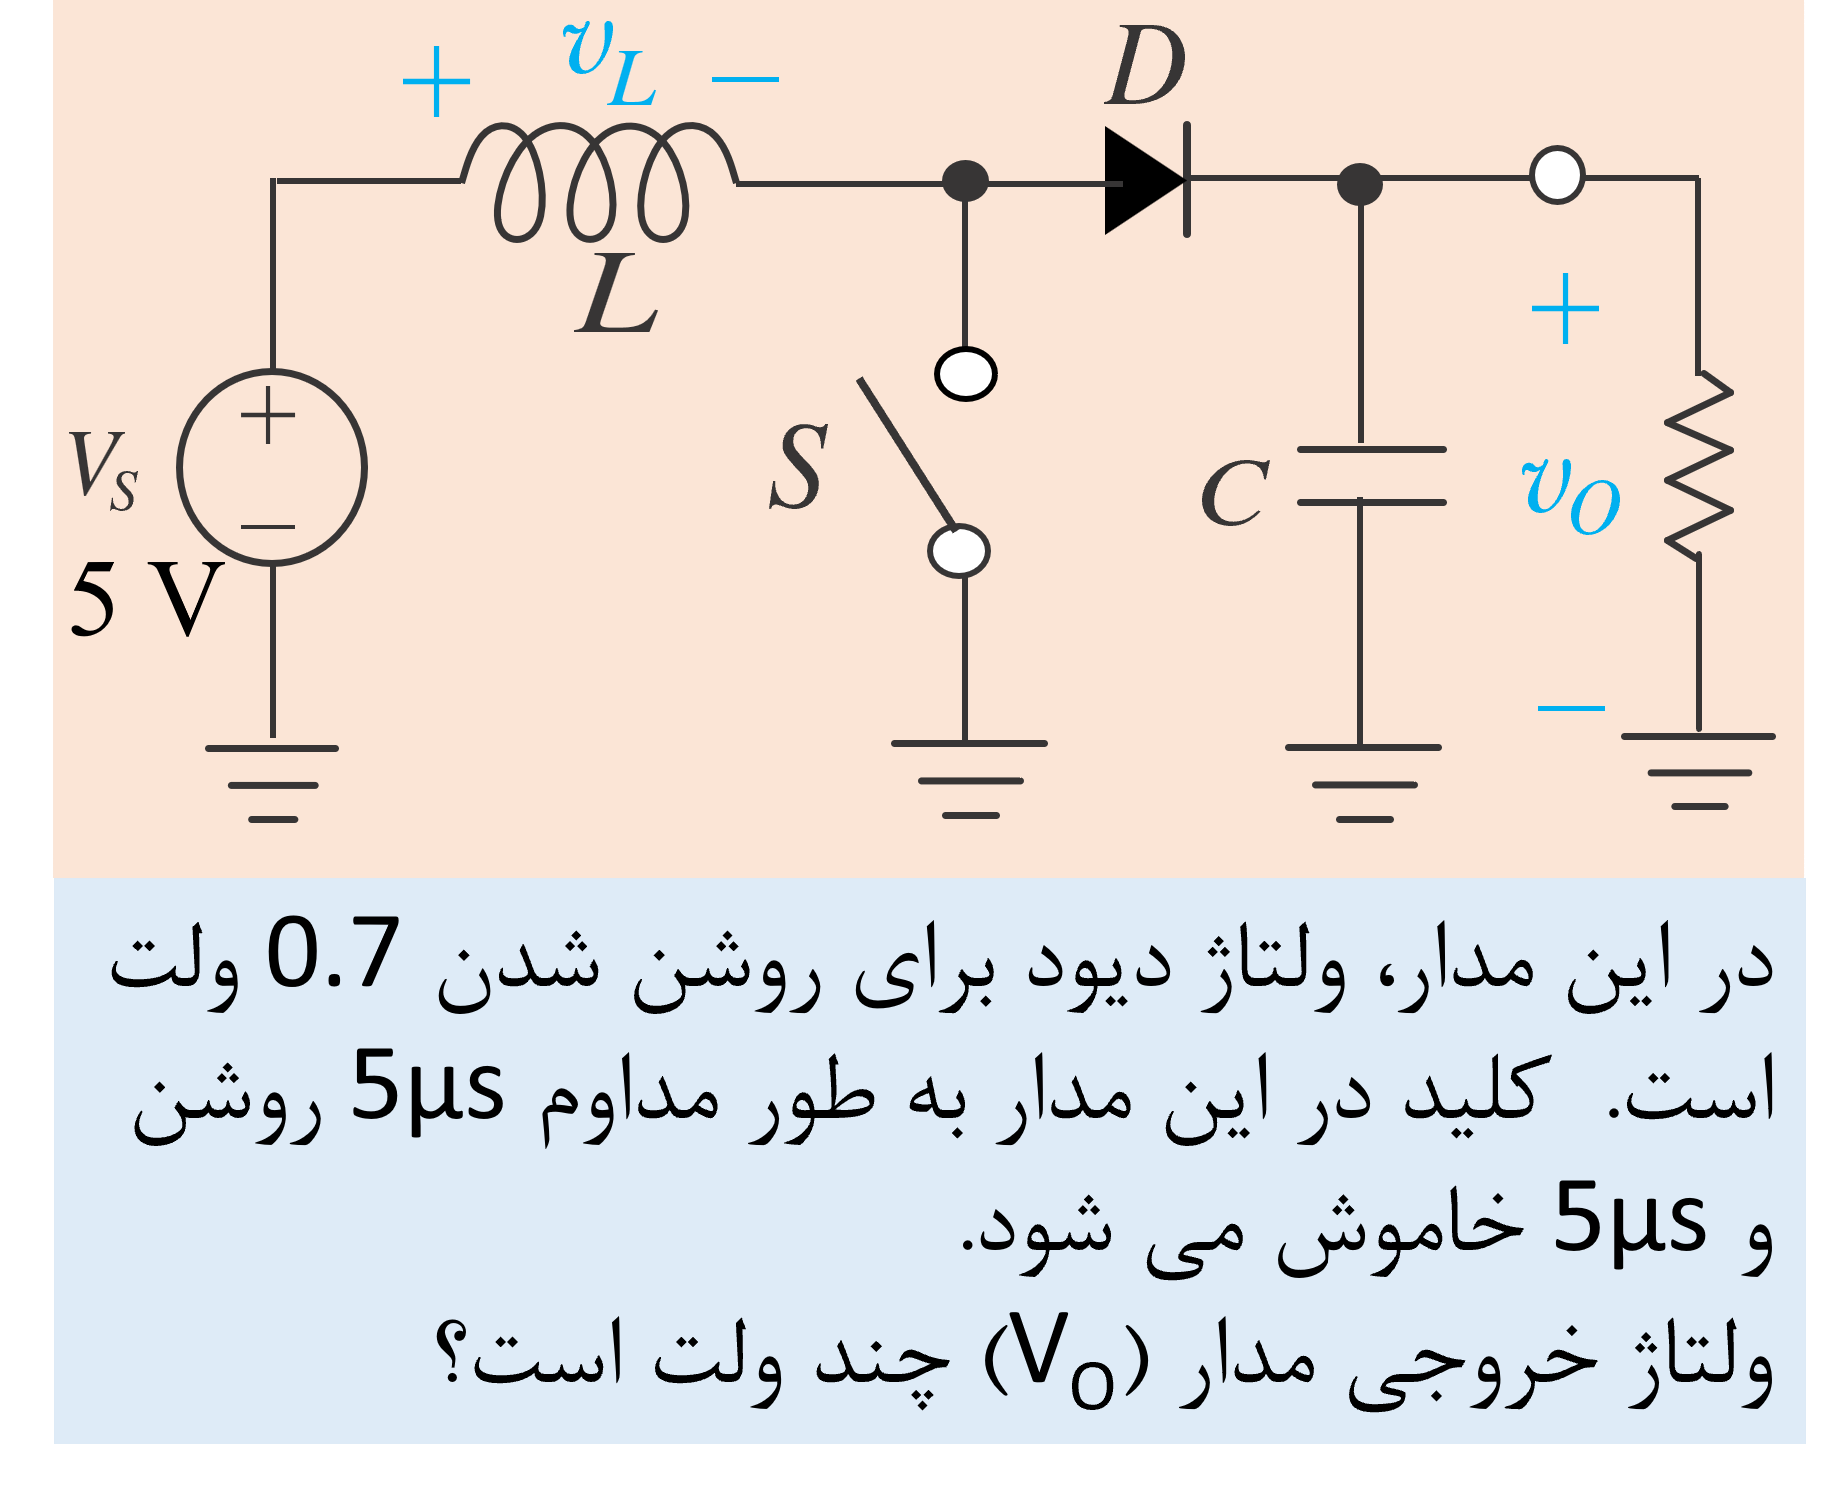 + v_L − D
L
V_S + −
5 V
S
C
+ v_O −
در این مدار، ولتاژ دیود برای روشن شدن 0.7 ولت
است. کلید در این مدار به طور مداوم 5μs روشن
و 5μs خاموش می شود.
ولتاژ خروجی مدار (V_O) چند ولت است؟